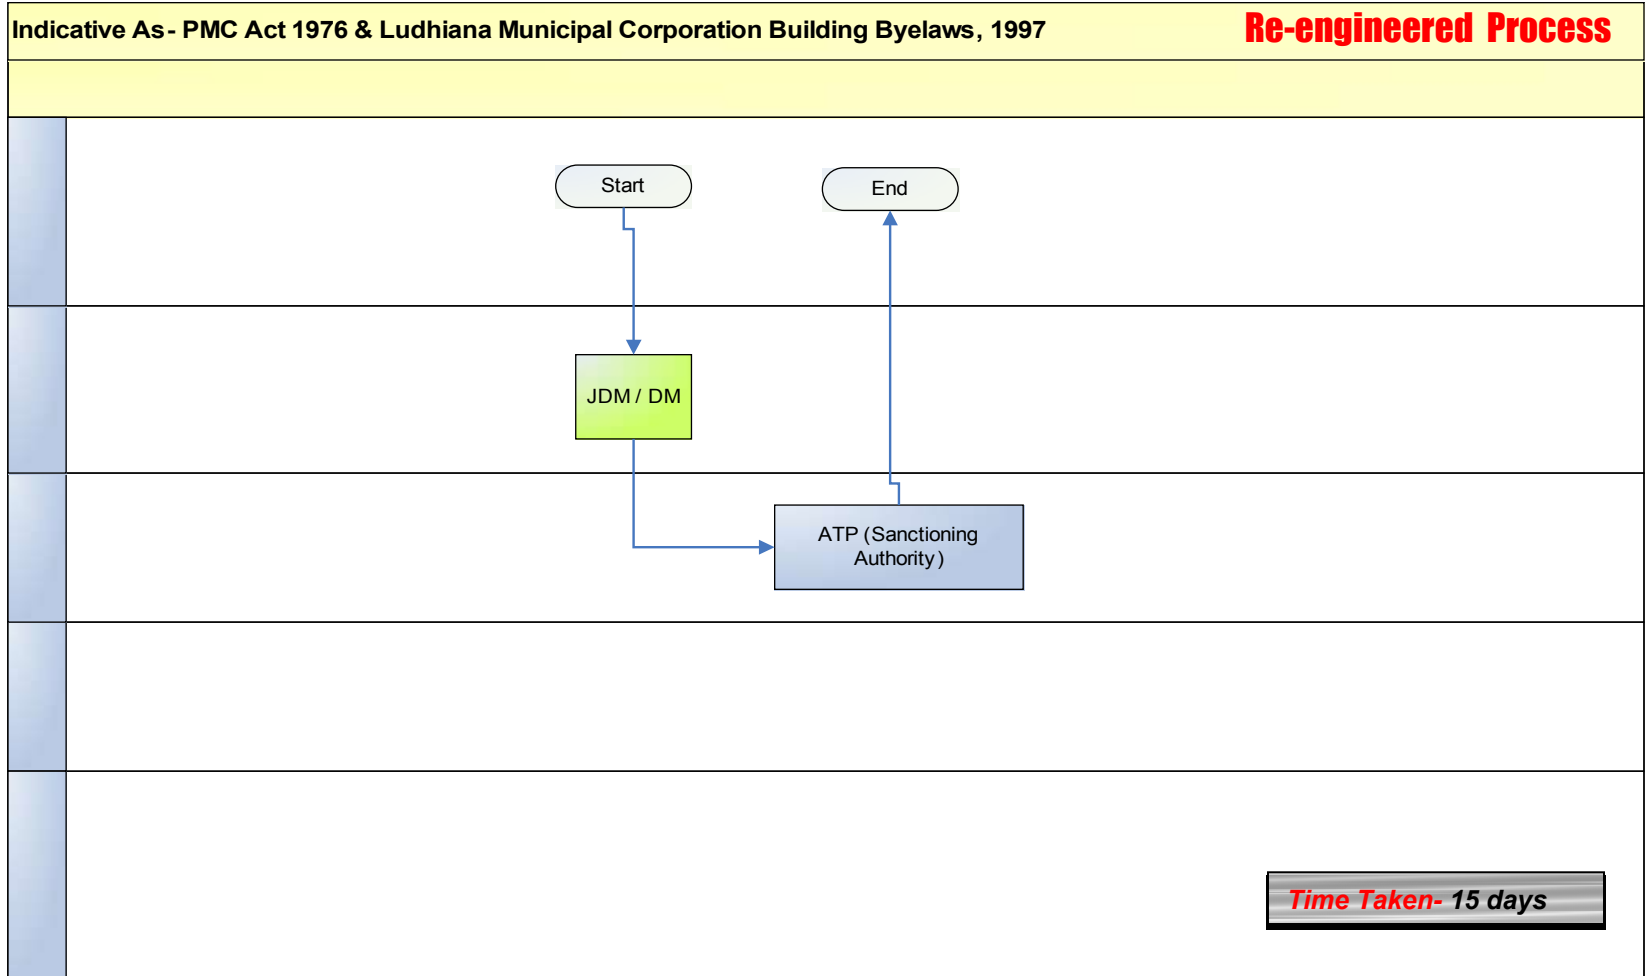 Indicative As- PMC Act 1976 & Ludhiana Municipal Corporation Building Byelaws, 1997
Re-engineered Process
Start
End
JDM / DM
ATP (Sanctioning
Authority)
Time Taken- 15 days